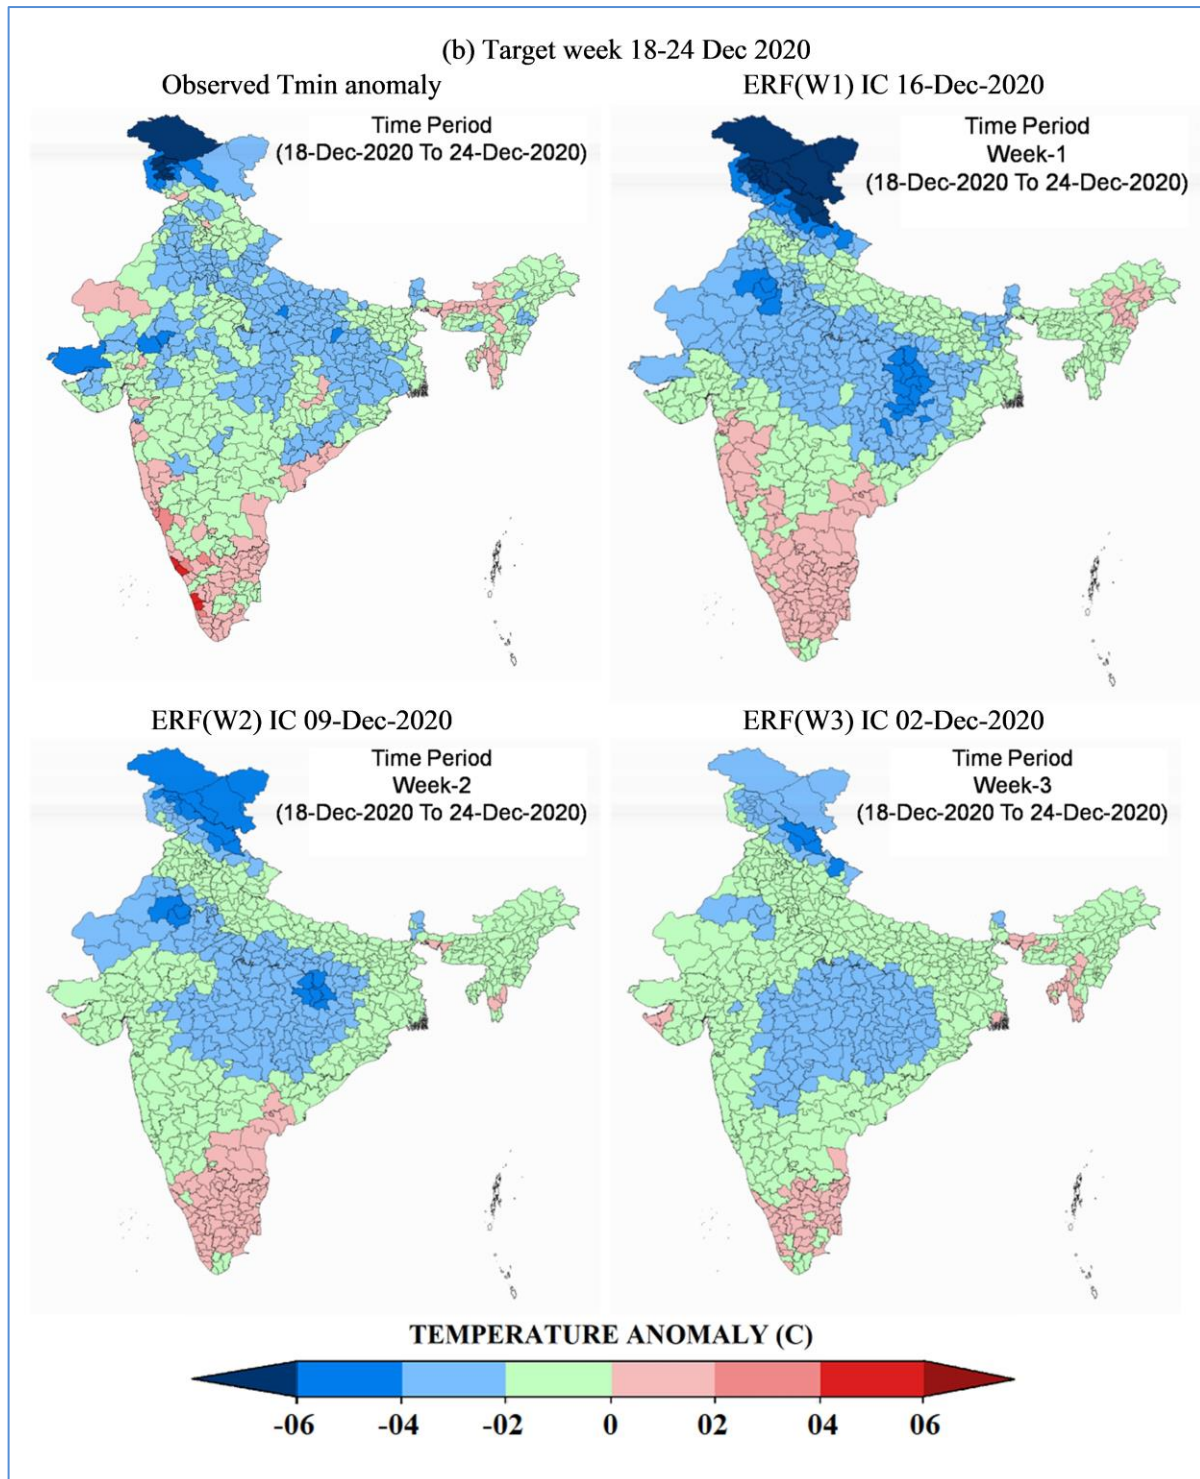 (b) Target week 18-24 Dec 2020
Observed Tmin anomaly
Time Period
(18-Dec-2020 To 24-Dec-2020)
ERF(W1) IC 16-Dec-2020
Time Period
Week-1
(18-Dec-2020 To 24-Dec-2020)
ERF(W2) IC 09-Dec-2020
Time Period
Week-2
(18-Dec-2020 To 24-Dec-2020)
ERF(W3) IC 02-Dec-2020
Time Period
Week-3
(18-Dec-2020 To 24-Dec-2020)
TEMPERATURE ANOMALY (C)
-06 -04 -02 0 02 04 06